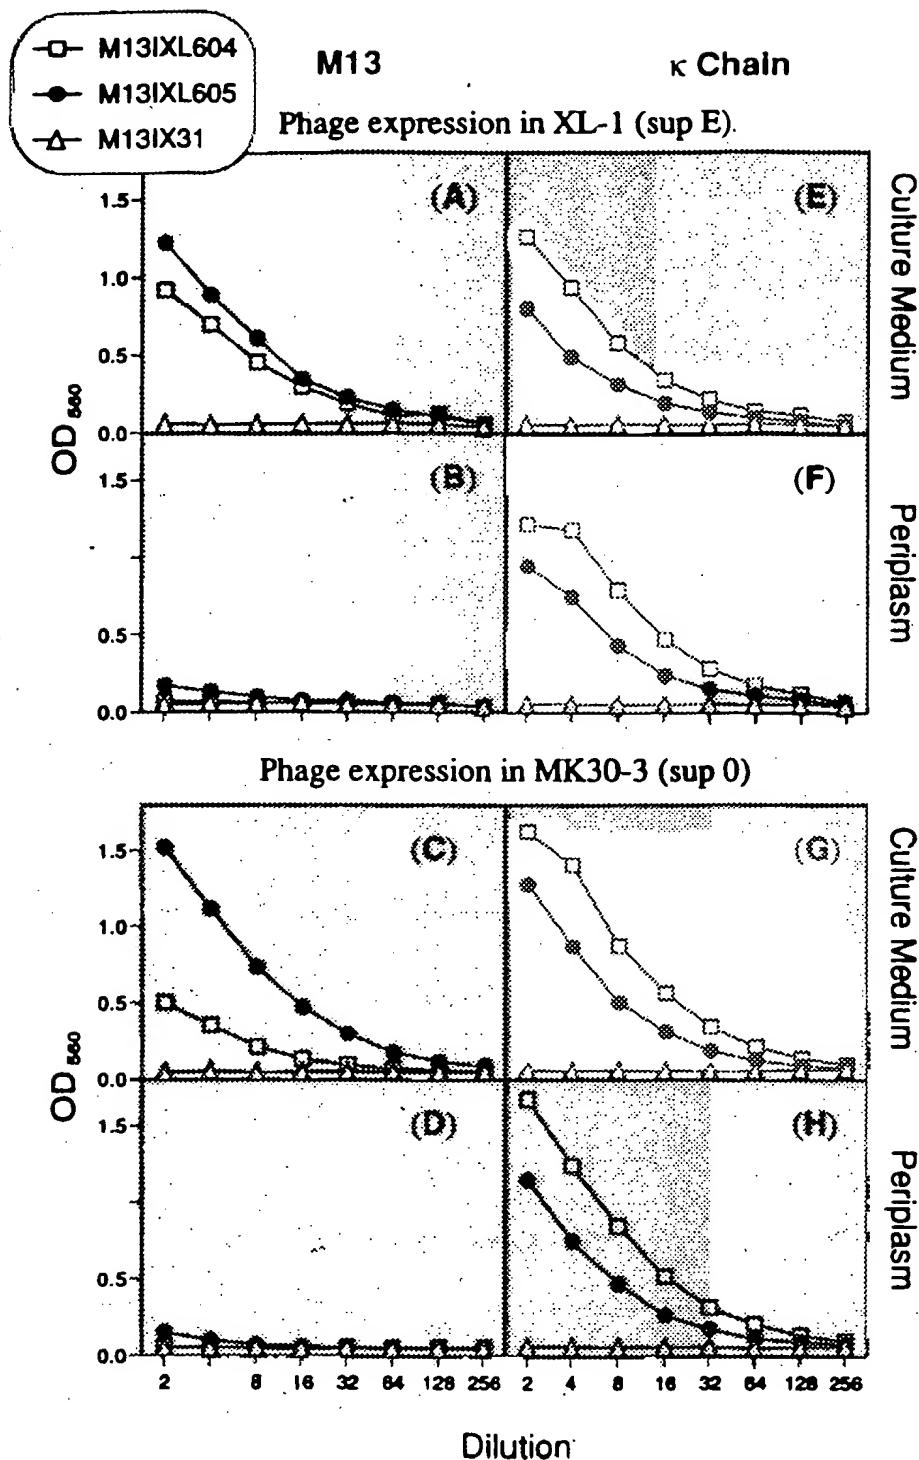 M13IXL604
M13IXL605
M13IX31
M13
κ Chain
Phage expression in XL-1 (sup E).
(A)
(E)
Culture Medium
1.5
1.0
0.5
0.0
OD560
(B)
(F)
Periplasm
1.5
0.5
0.0
Phage expression in MK30-3 (sup 0)
(C)
(G)
Culture Medium
1.5
1.0
0.5
0.0
OD560
(D)
(H)
Periplasm
1.5
0.5
0.0
2 8 16 32 64 128 256
2 4 8 16 32 64 128 256
Dilution